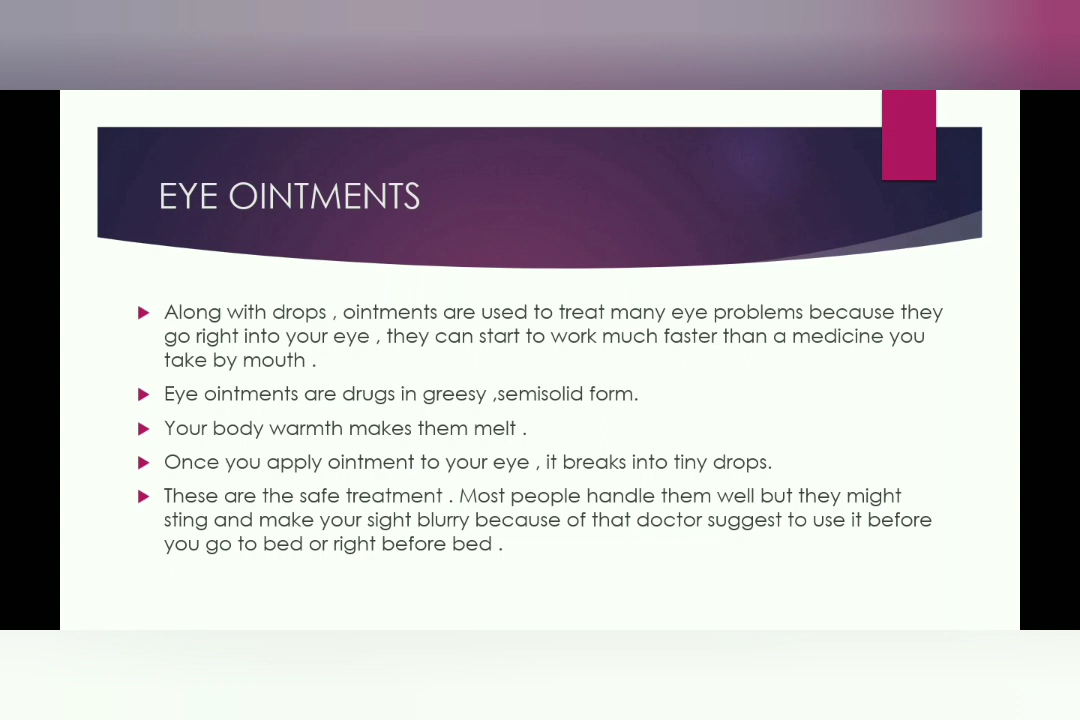 EYE OINTMENTS
Along with drops , ointments are used to treat many eye problems because they
go right into your eye , they can start to work much faster than a medicine you
take by mouth .
Eye ointments are drugs in greesy ,semisolid form.
Your body warmth makes them melt .
Once you apply ointment to your eye , it breaks into tiny drops.
These are the safe treatment . Most people handle them well but they might
sting and make your sight blurry because of that doctor suggest to use it before
you go to bed or right before bed .